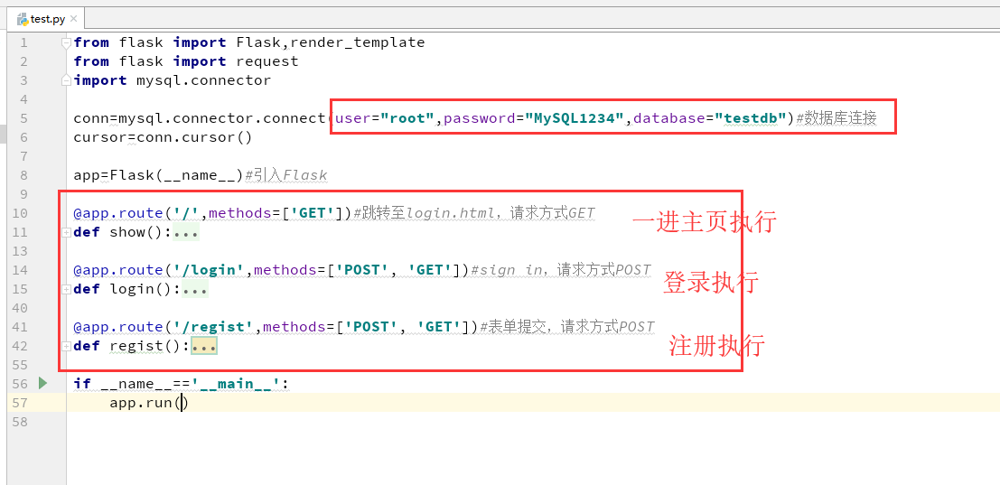 test.py
1 from flask import Flask,render_template
2 from flask import request
3 import mysql.connector
4
5 conn=mysql.connector.connect(user="root",password="MySQL1234",database="testdb")#数据库连接
6 cursor=conn.cursor()
7
8 app=Flask(__name__)#引入Flask
9
10 @app.route('/',methods=['GET'])#跳转至login.html，请求方式GET 一进主页执行
11 def show():...
13
14 @app.route('/login',methods=['POST', 'GET'])#sign in，请求方式POST 登录执行
15 def login():...
40
41 @app.route('/regist',methods=['POST', 'GET'])#表单提交，请求方式POST
42 def regist():... 注册执行
55
56 if __name__=='__main__':
57 app.run()
58